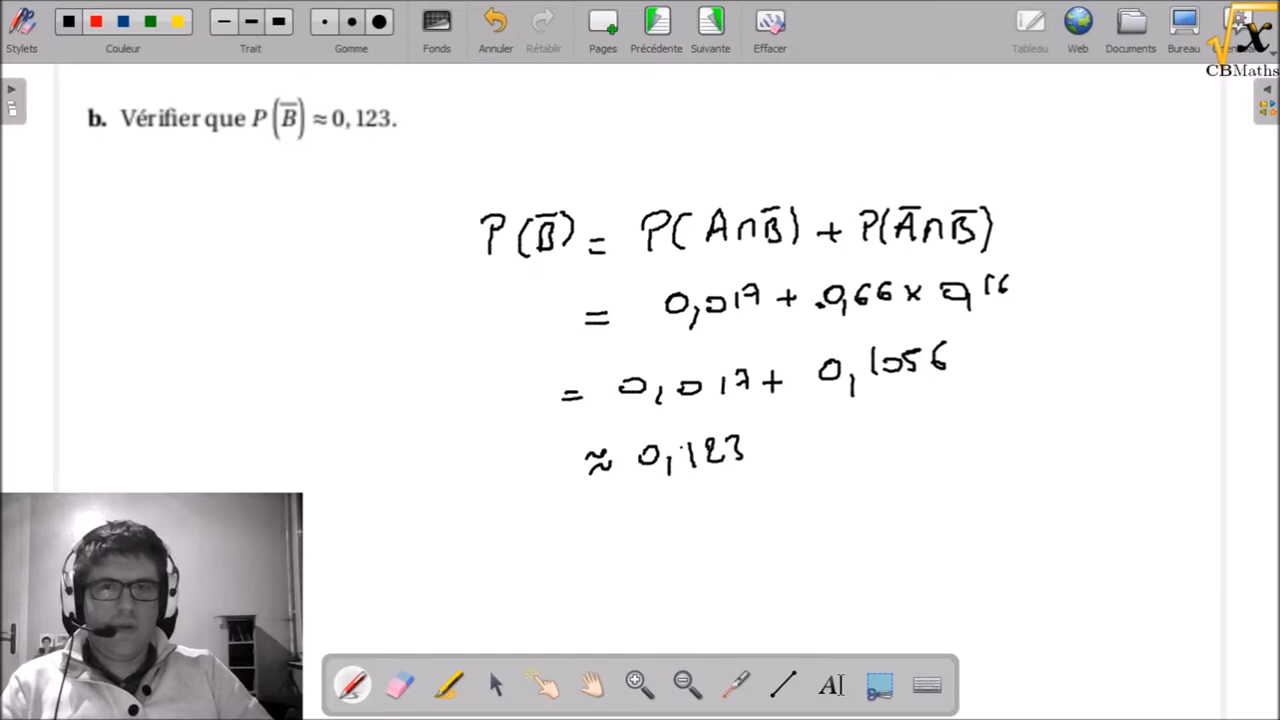 Stylets Couleur Trait Gomme Fonds Annuler Rétablir Pages Précédente Suivante Effacer Tableau Web Documents Bureau
√x
CBMaths
b. Vérifier que P(B̅) ≈ 0,123.
P(B̅) = P(A∩B̅) + P(A̅∩B̅)
= 0,017 + 0,66 × 0,16
= 0,017 + 0,1056
≈ 0,123
AI